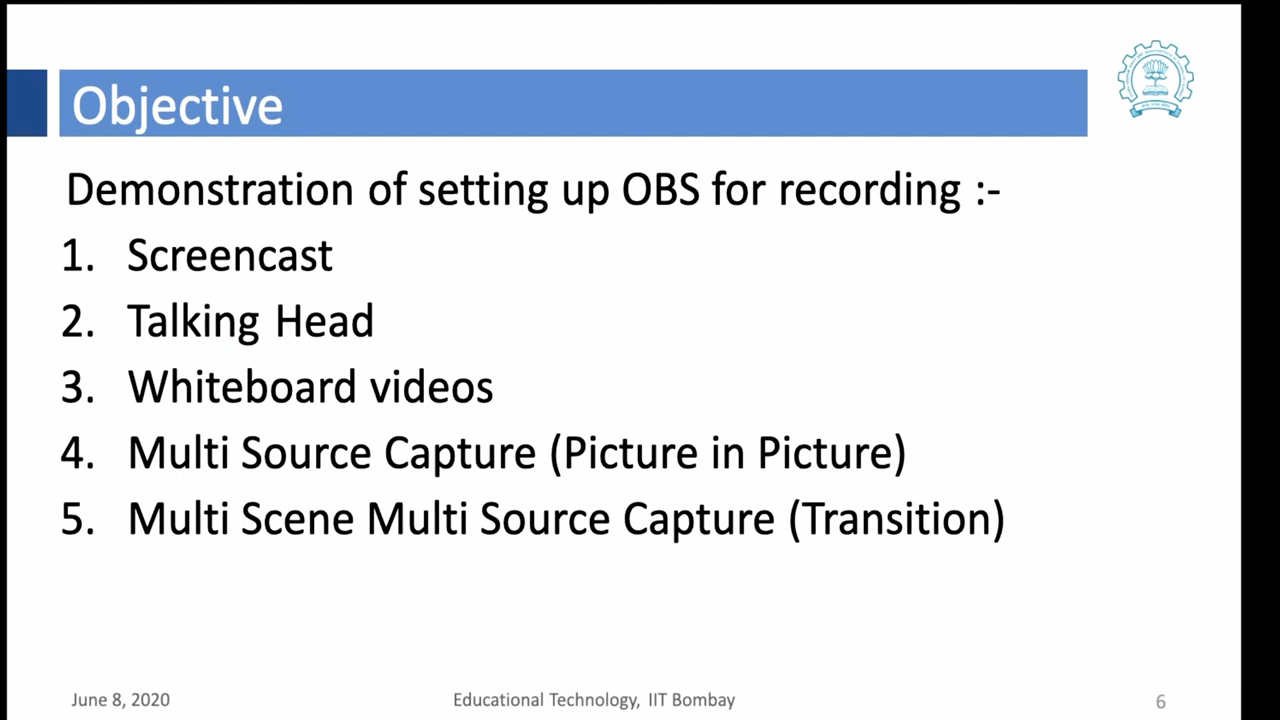 Objective
Demonstration of setting up OBS for recording :-
1. Screencast
2. Talking Head
3. Whiteboard videos
4. Multi Source Capture (Picture in Picture)
5. Multi Scene Multi Source Capture (Transition)
June 8, 2020
Educational Technology, IIT Bombay
6